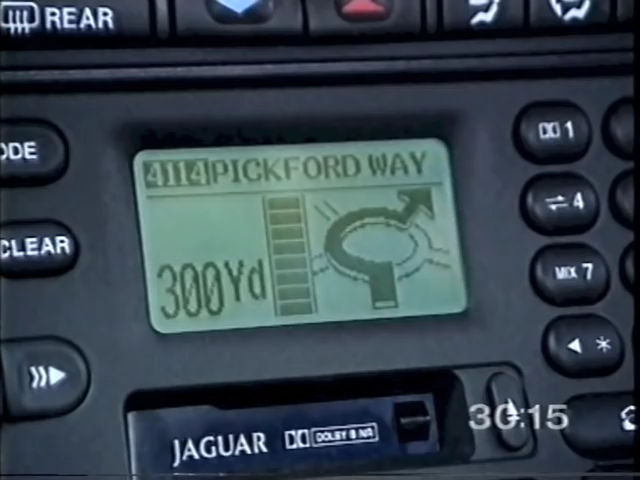 REAR
ODE
CLEAR
4114 PICKFORD WAY
300Yd
1
4
MIX 7
*
JAGUAR DOLBY B NR
30:15